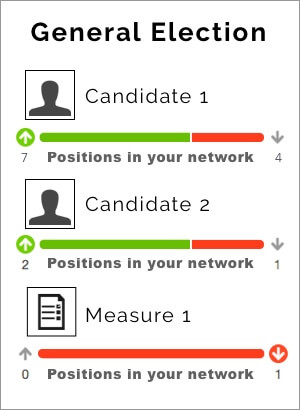 General Election
Candidate 1
7 Positions in your network 4
Candidate 2
2 Positions in your network 1
Measure 1
0 Positions in your network 1